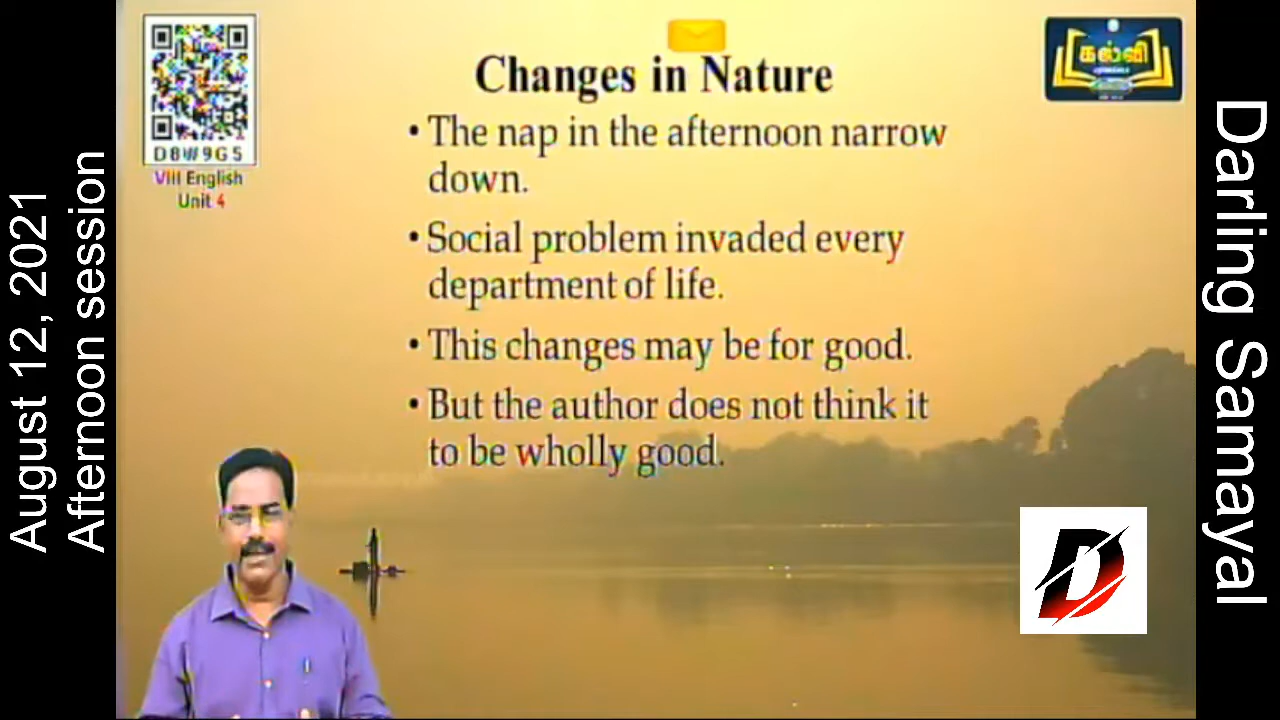 August 12, 2021
Afternoon session
D8W9G5
VIII English
Unit 4
Changes in Nature
• The nap in the afternoon narrow
down.
• Social problem invaded every
department of life.
• This changes may be for good.
• But the author does not think it
to be wholly good.
கல்வி
D
Darling Samayal